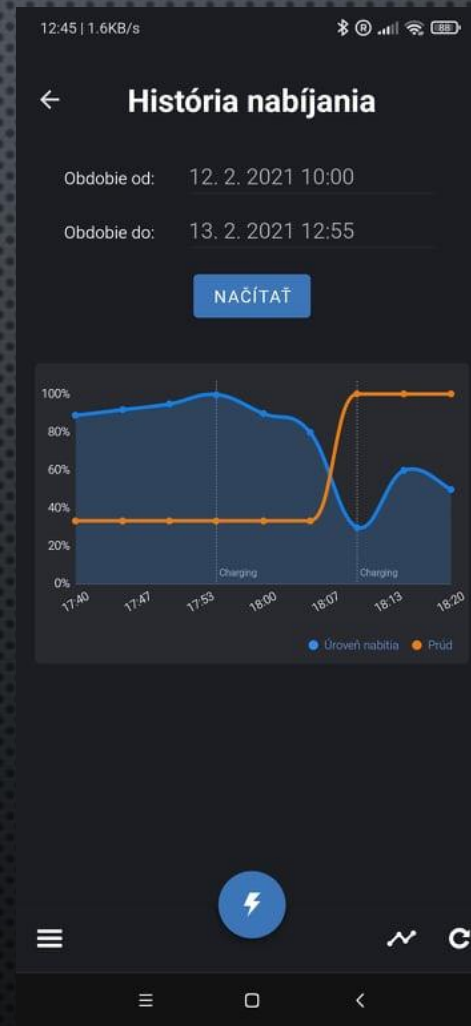 12:45 | 1.6KB/s R 88
História nabíjania
Obdobie od: 12. 2. 2021 10:00
Obdobie do: 13. 2. 2021 12:55
NAČÍTAŤ
100%
80%
60%
40%
20%
0%
Charging Charging
17:40 17:47 17:53 18:00 18:07 18:13 18:20
Úroveň nabitia Prúd